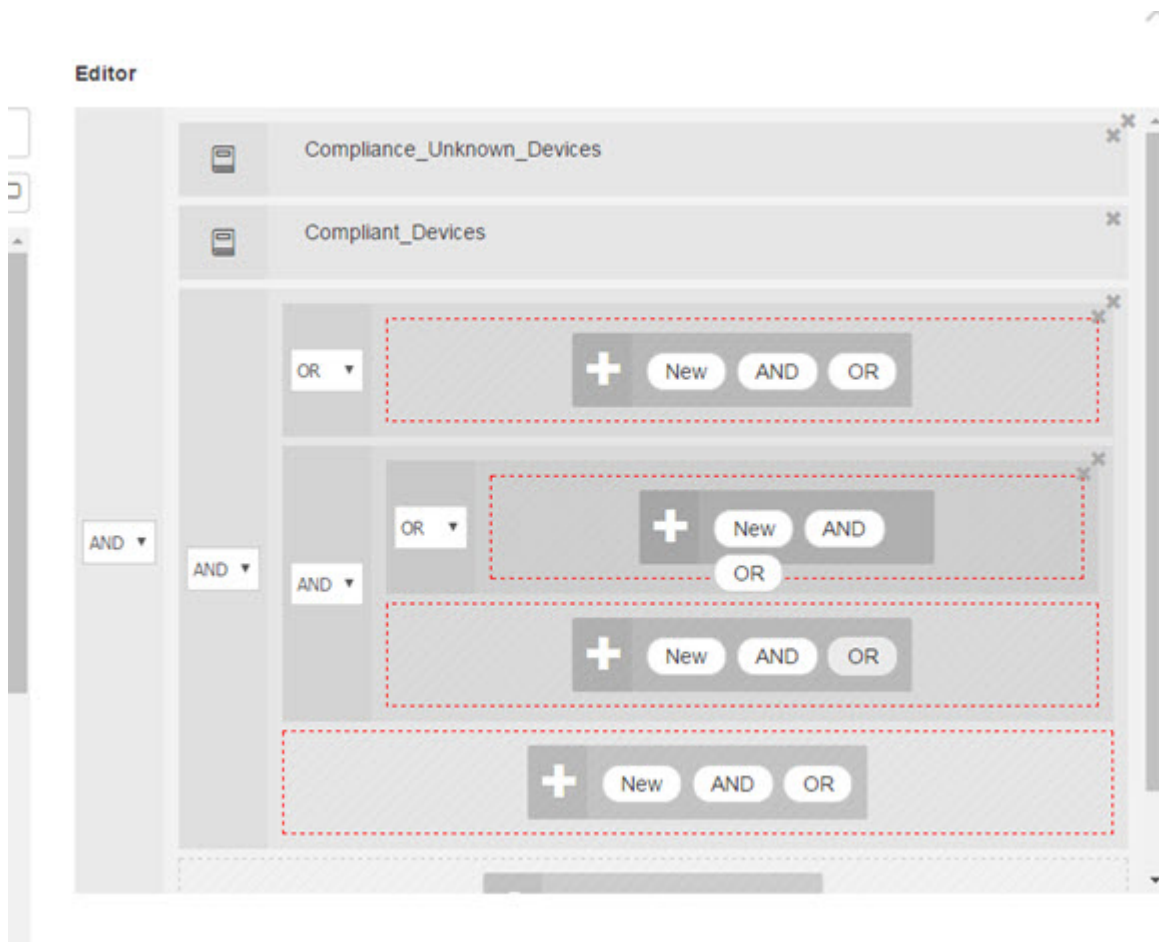 Editor
Compliance_Unknown_Devices
Compliant_Devices
OR
New AND OR
OR
New AND
OR
AND
AND
AND
New AND OR
New AND OR